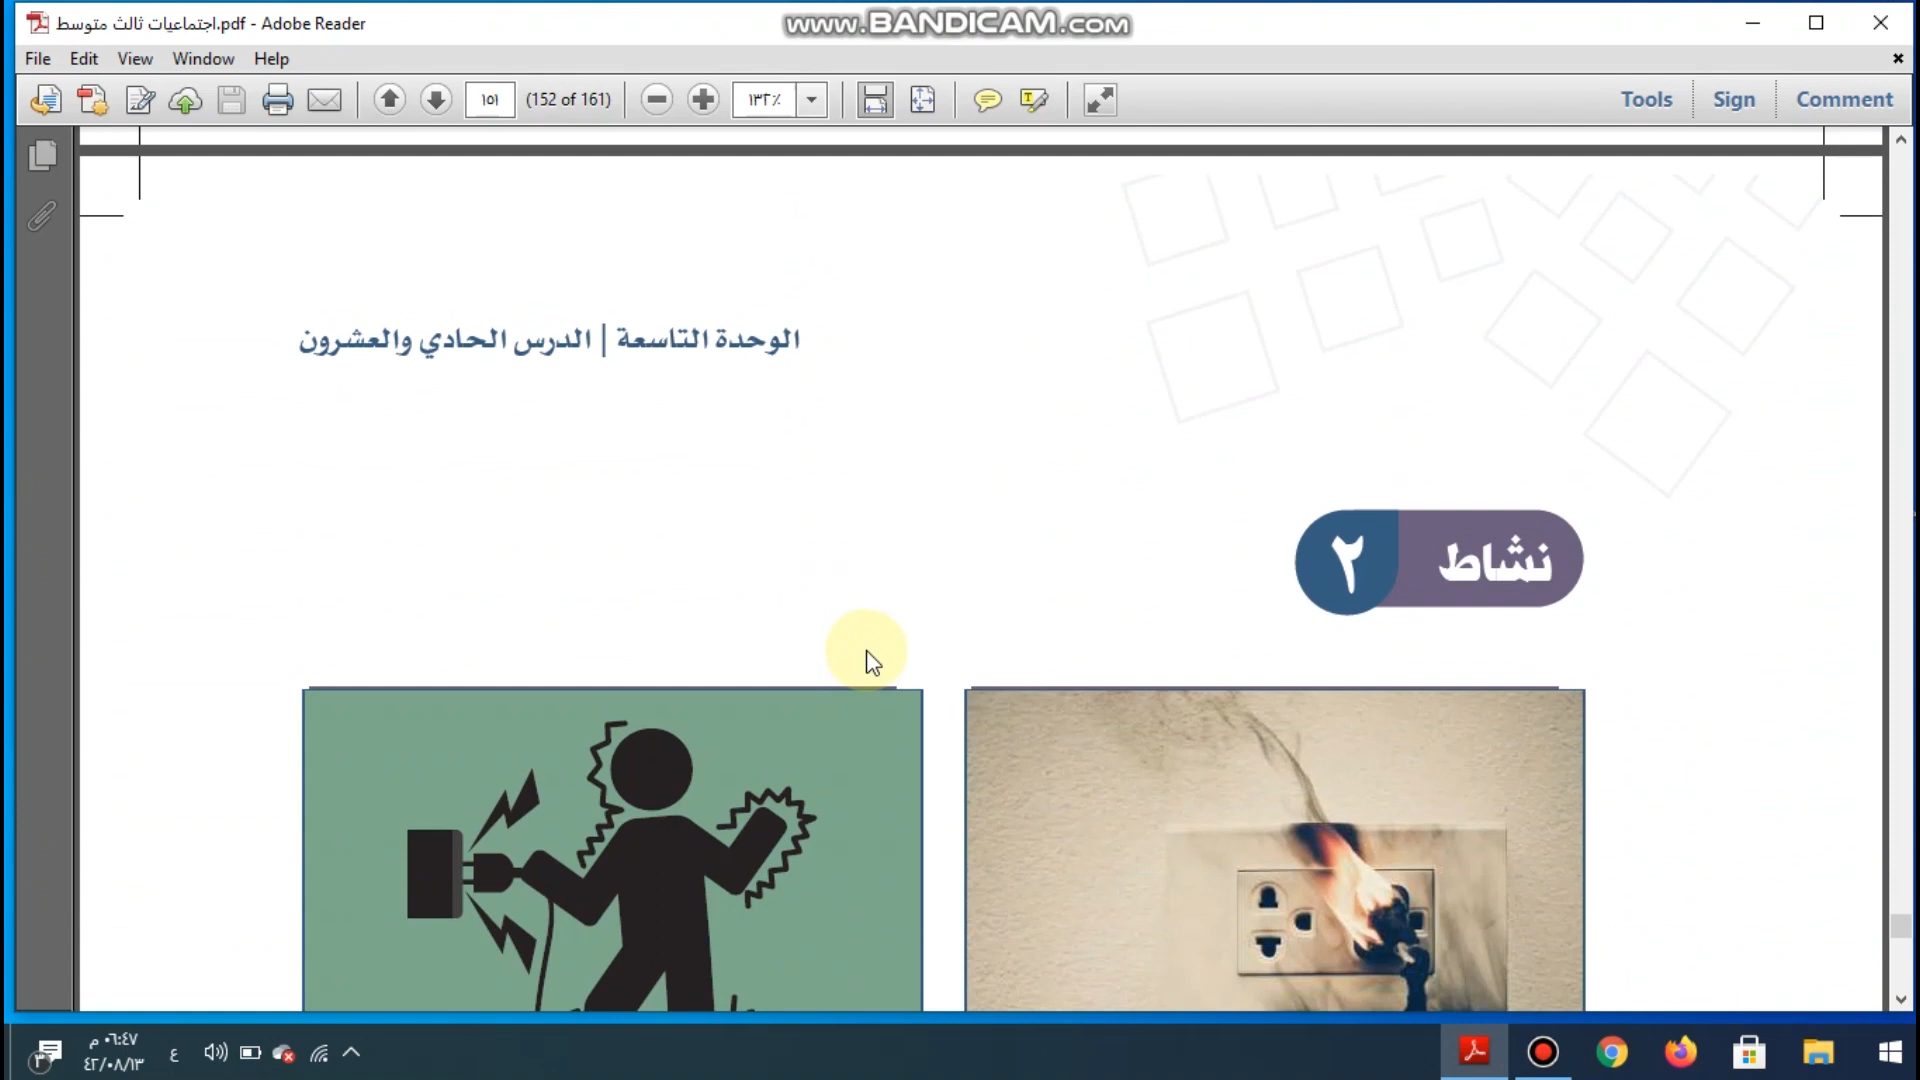 اجتماعيات ثالث متوسط.pdf - Adobe Reader
www.BANDICAM.com
File Edit View Window Help
١٥١ (152 of 161) ١٣٢٪ Tools Sign Comment
الوحدة التاسعة | الدرس الحادي والعشرون
نشاط ٢
٠٦:٤٧ م
٤٢/٠٨/١٣
ع
٣